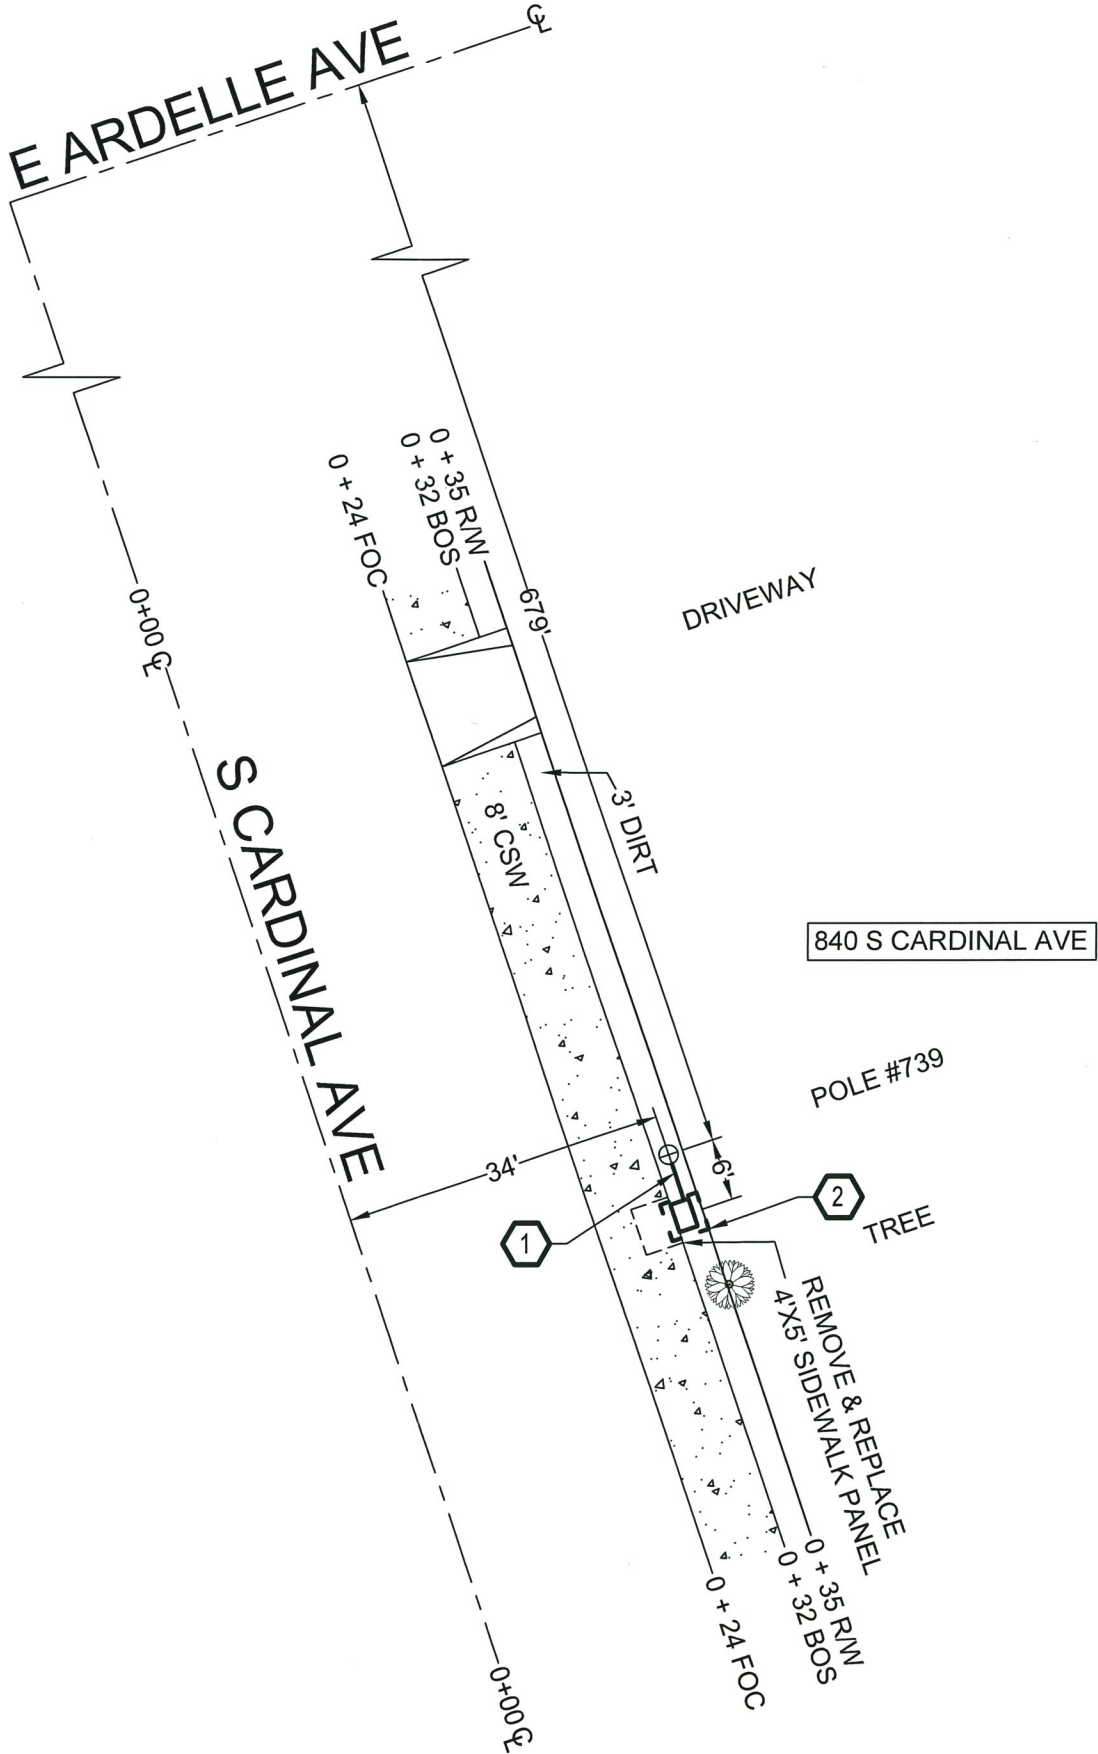 ℄
E ARDELLE AVE
0 + 35 R/W
0 + 32 BOS
0 + 24 FOC
679'
DRIVEWAY
0+00 ℄
S CARDINAL AVE
8' CSW
3' DIRT
840 S CARDINAL AVE
POLE #739
34'
6'
1
2
TREE
REMOVE & REPLACE
4'X5' SIDEWALK PANEL
0 + 35 R/W
0 + 32 BOS
0 + 24 FOC
0+00 ℄